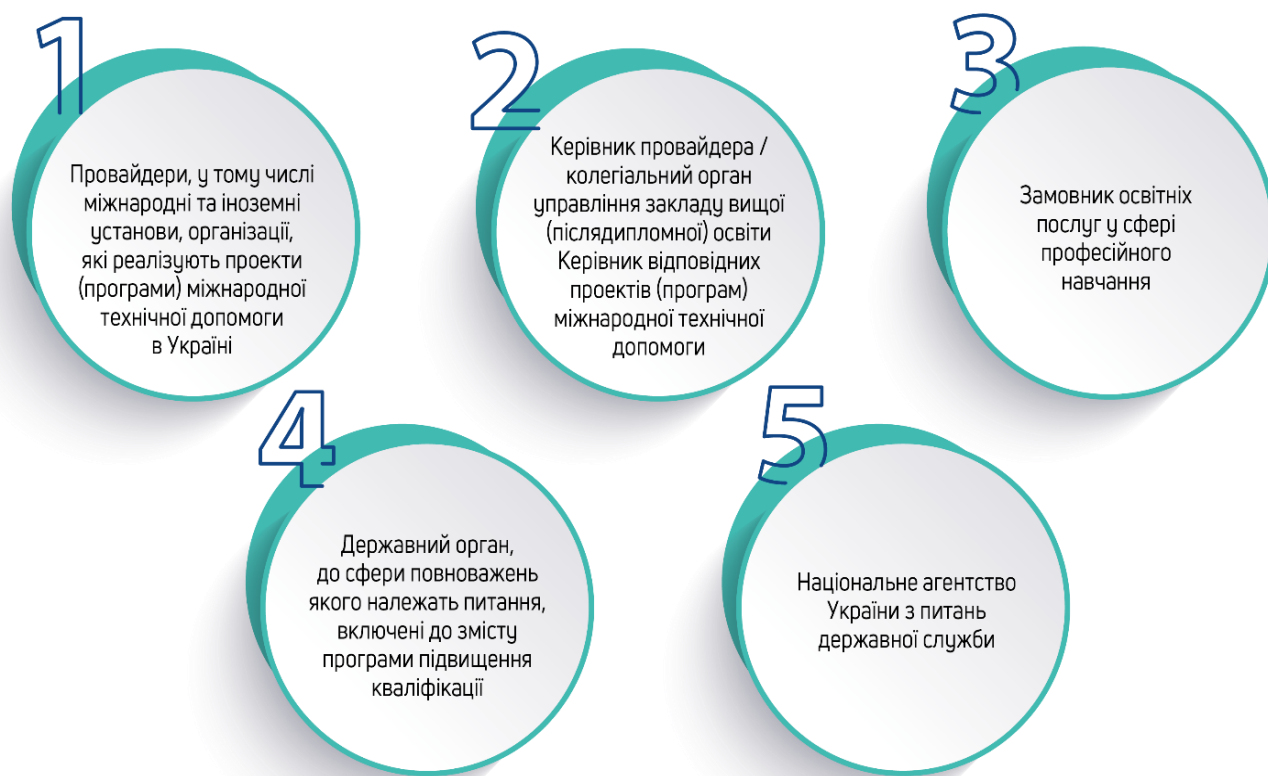 1
Провайдери, у тому числі
міжнародні та іноземні
установи, організації,
які реалізують проекти
(програми) міжнародної
технічної допомоги
в Україні
2
Керівник провайдера /
колегіальний орган
управління закладу вищої
(післядипломної) освіти
Керівник відповідних
проектів (програм)
міжнародної технічної
допомоги
3
Замовник освітніх
послуг у сфері
професійного
навчання
4
Державний орган,
до сфери повноважень
якого належать питання,
включені до змісту
програми підвищення
кваліфікації
5
Національне агентство
України з питань
державної служби